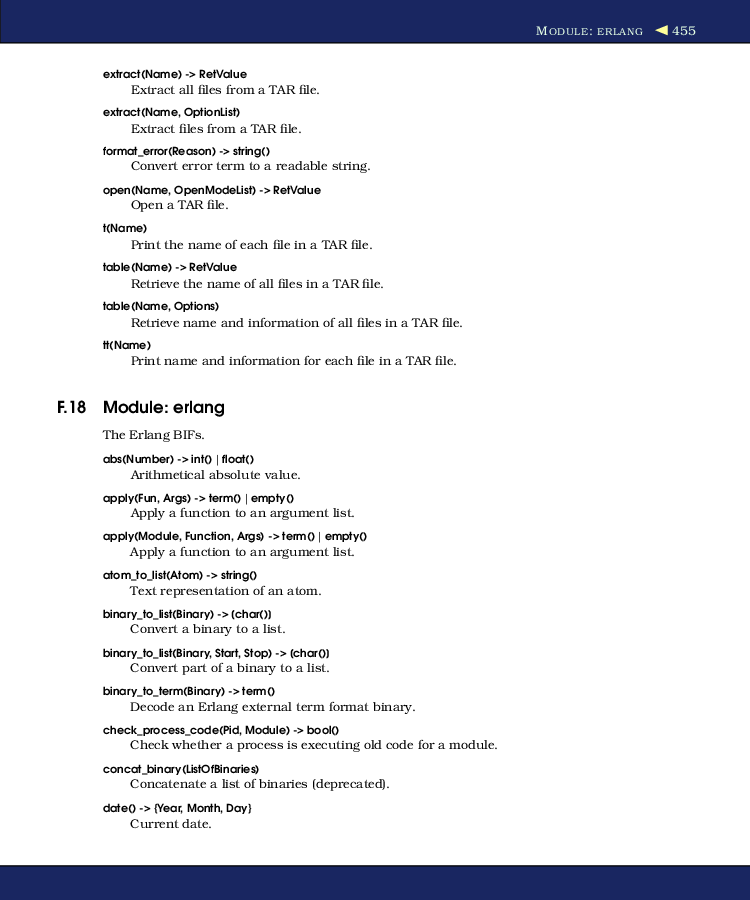 MODULE: ERLANG ◀ 455
extract(Name) -> RetValue
Extract all files from a TAR file.
extract(Name, OptionList)
Extract files from a TAR file.
format_error(Reason) -> string()
Convert error term to a readable string.
open(Name, OpenModeList) -> RetValue
Open a TAR file.
t(Name)
Print the name of each file in a TAR file.
table(Name) -> RetValue
Retrieve the name of all files in a TAR file.
table(Name, Options)
Retrieve name and information of all files in a TAR file.
tt(Name)
Print name and information for each file in a TAR file.
F.18 Module: erlang
The Erlang BIFs.
abs(Number) -> int() | float()
Arithmetical absolute value.
apply(Fun, Args) -> term() | empty()
Apply a function to an argument list.
apply(Module, Function, Args) -> term() | empty()
Apply a function to an argument list.
atom_to_list(Atom) -> string()
Text representation of an atom.
binary_to_list(Binary) -> [char()]
Convert a binary to a list.
binary_to_list(Binary, Start, Stop) -> [char()]
Convert part of a binary to a list.
binary_to_term(Binary) -> term()
Decode an Erlang external term format binary.
check_process_code(Pid, Module) -> bool()
Check whether a process is executing old code for a module.
concat_binary(ListOfBinaries)
Concatenate a list of binaries (deprecated).
date() -> {Year, Month, Day}
Current date.